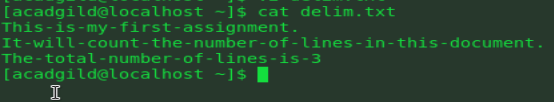 [acadgild@localhost ~]$ cat delim.txt
This-is-my-first-assignment.
It-will-count-the-number-of-lines-in-this-document.
The-total-number-of-lines-is-3
[acadgild@localhost ~]$